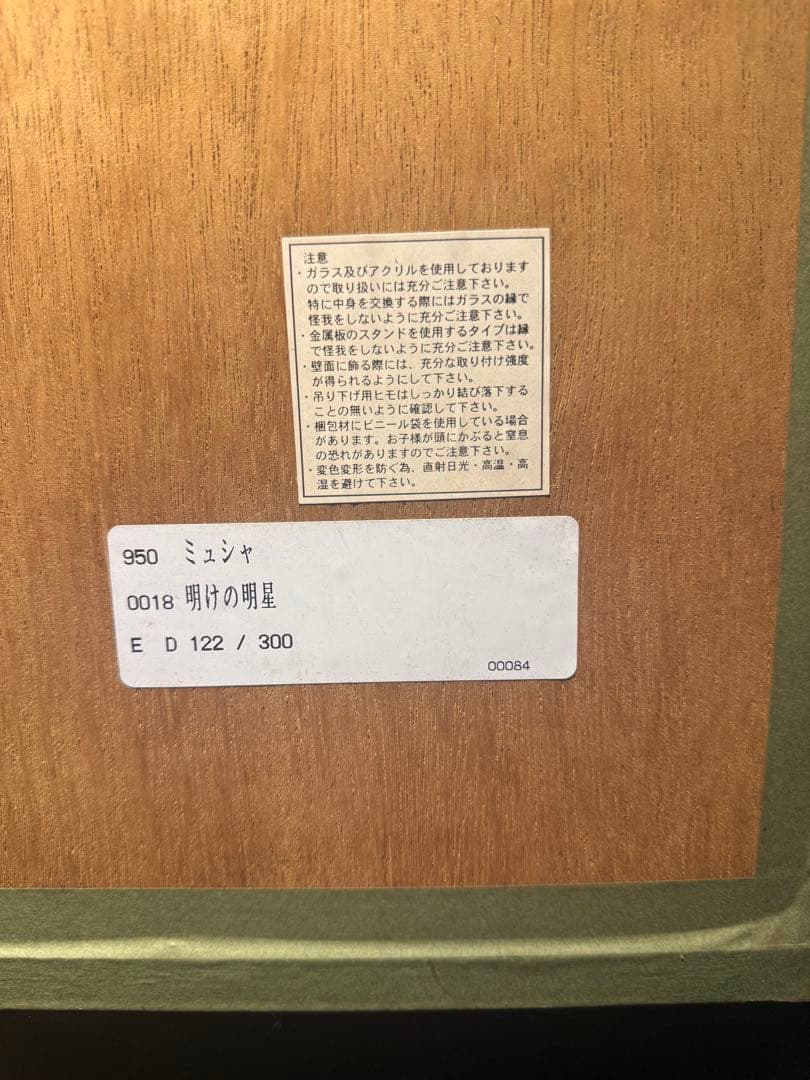 注意
・ガラス及びアクリルを使用しております
ので取り扱いには充分ご注意下さい。
特に中身を交換する際にはガラスの縁で
怪我をしないように充分ご注意下さい。
・金属板のスタンドを使用するタイプは縁
で怪我をしないように充分ご注意下さい。
・壁面に飾る際には、充分な取り付け強度
が得られるようにして下さい。
・吊り下げ用ヒモはしっかり結び落下する
ことの無いように確認して下さい。
・梱包材にビニール袋を使用している場合
があります。お子様が頭にかぶると窒息
の恐れがありますのでご注意下さい。
・変色変形を防ぐ為、直射日光・高温・高
湿を避けて下さい。
950 ミュシャ
0018 明けの明星
E D 122 / 300
00084